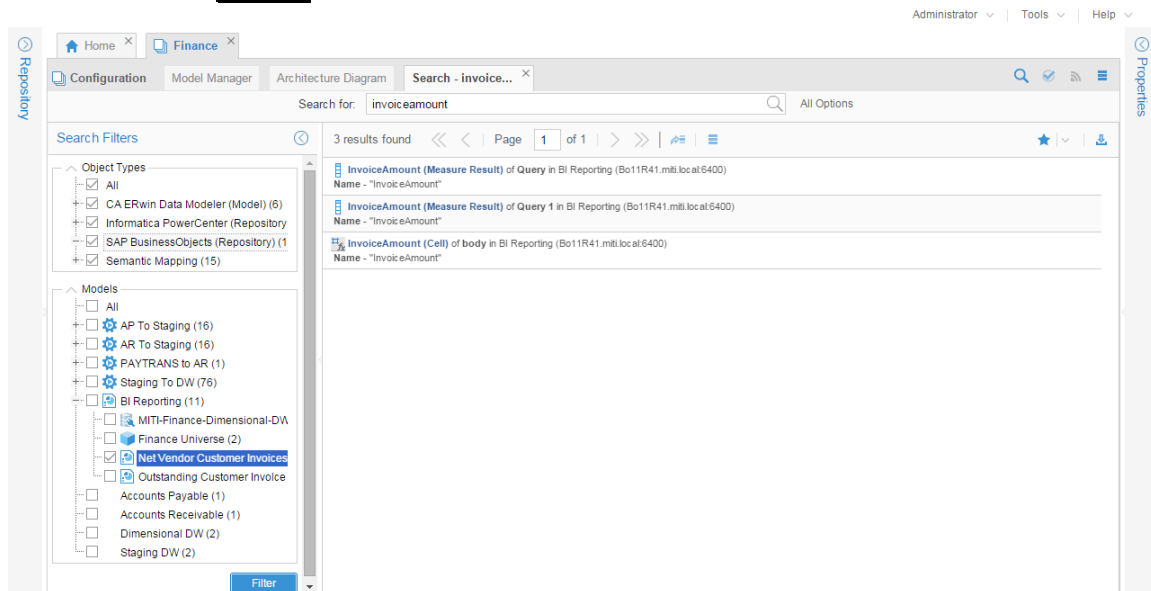 Administrator Tools Help
Repository
Home Finance
Configuration Model Manager Architecture Diagram Search - invoice...
Properties
Search for: invoiceamount All Options
Search Filters
3 results found Page 1 of 1
Object Types
All
CA ERwin Data Modeler (Model) (6)
Informatica PowerCenter (Repository
SAP BusinessObjects (Repository) (1
Semantic Mapping (15)
Models
All
AP To Staging (16)
AR To Staging (16)
PAYTRANS to AR (1)
Staging To DW (76)
BI Reporting (11)
MITI-Finance-Dimensional-DW
Finance Universe (2)
Net Vendor Customer Invoices
Outstanding Customer Invoice
Accounts Payable (1)
Accounts Receivable (1)
Dimensional DW (2)
Staging DW (2)
Filter
InvoiceAmount (Measure Result) of Query in BI Reporting (Bo11R41.miti.local:6400)
Name - "InvoiceAmount"
InvoiceAmount (Measure Result) of Query 1 in BI Reporting (Bo11R41.miti.local:6400)
Name - "InvoiceAmount"
InvoiceAmount (Cell) of body in BI Reporting (Bo11R41.miti.local:6400)
Name - "InvoiceAmount"